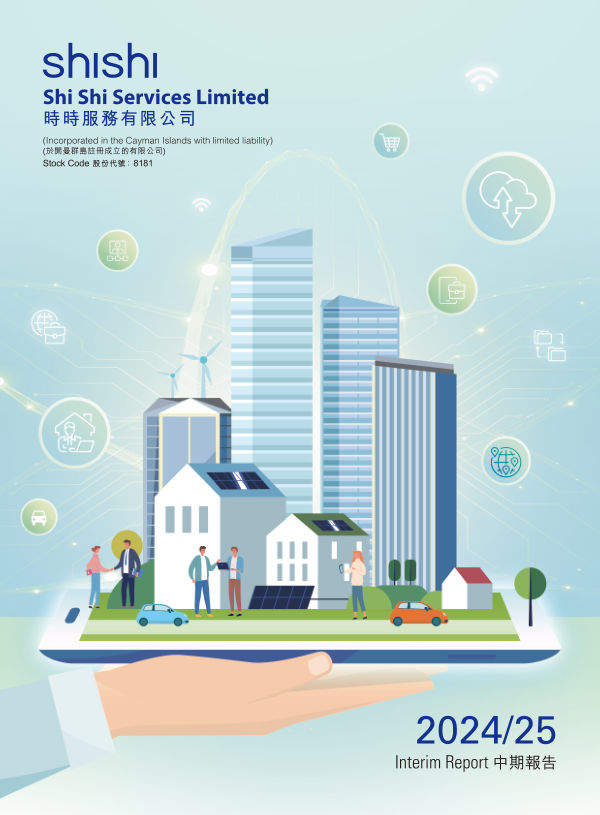 shishi
Shi Shi Services Limited
時時服務有限公司
(Incorporated in the Cayman Islands with limited liability)
(於開曼群島註冊成立的有限公司)
Stock Code 股份代號：8181
2024/25
Interim Report 中期報告